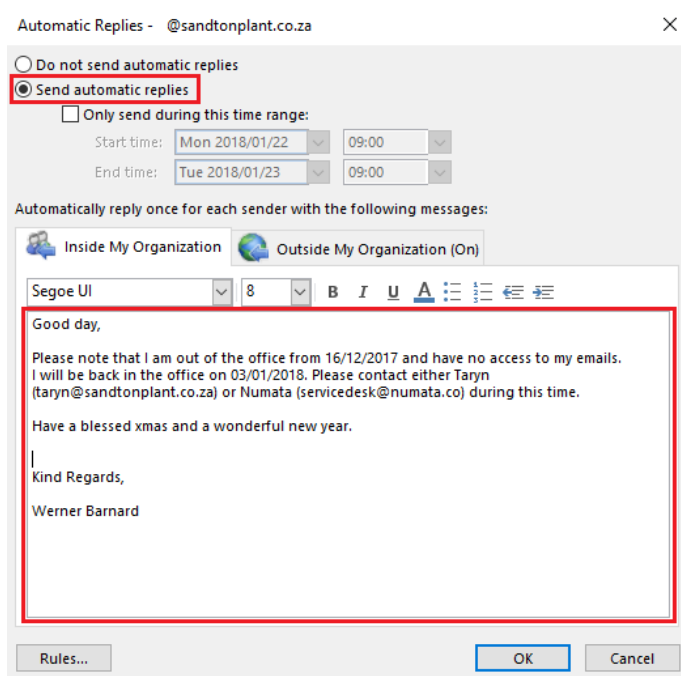 Automatic Replies -   @sandtonplant.co.za
Do not send automatic replies
Send automatic replies
Only send during this time range:
Start time: Mon 2018/01/22 09:00
End time: Tue 2018/01/23 09:00
Automatically reply once for each sender with the following messages:
Inside My Organization Outside My Organization (On)
Segoe UI 8 B I U A
Good day,
Please note that I am out of the office from 16/12/2017 and have no access to my emails.
I will be back in the office on 03/01/2018. Please contact either Taryn
(taryn@sandtonplant.co.za) or Numata (servicedesk@numata.co) during this time.
Have a blessed xmas and a wonderful new year.
Kind Regards,
Werner Barnard
Rules... OK Cancel